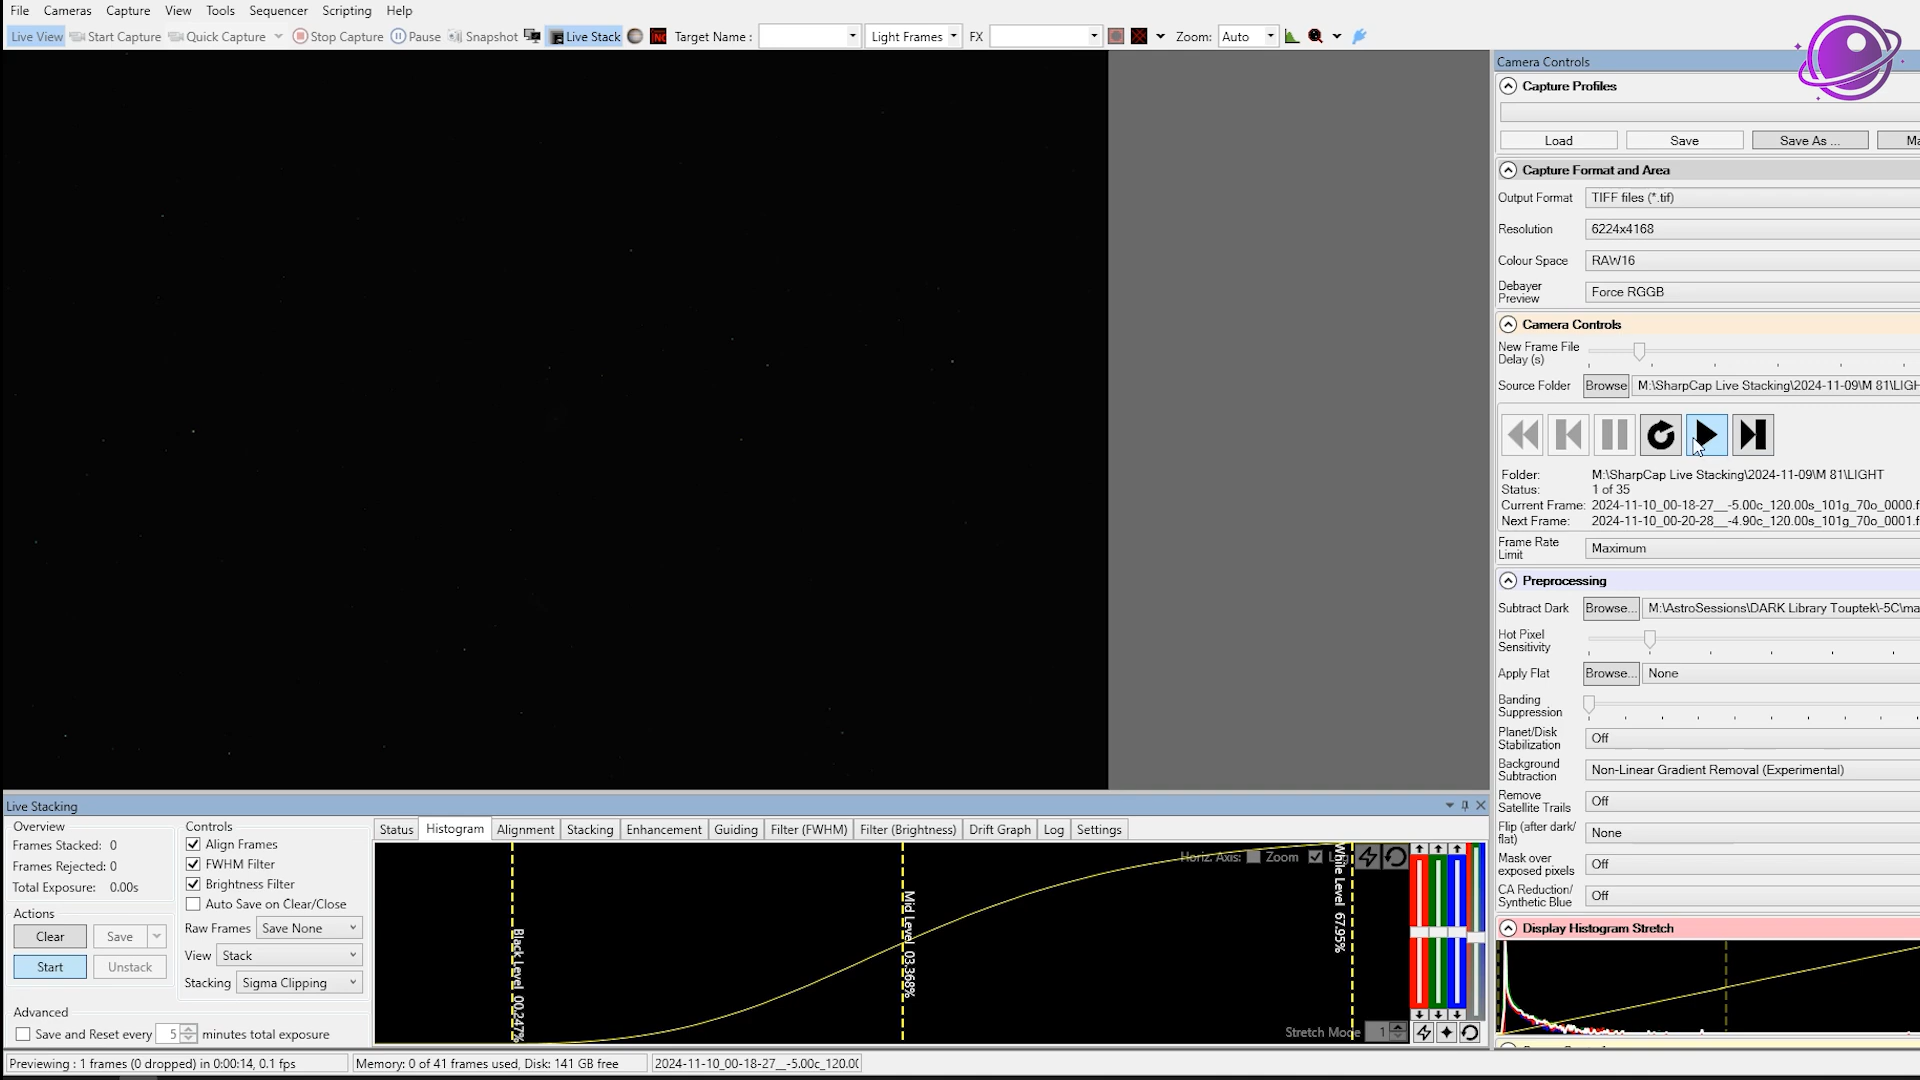 File Cameras Capture View Tools Sequencer Scripting Help
Live View Start Capture Quick Capture Stop Capture Pause Snapshot Live Stack Target Name : Light Frames FX Zoom: Auto
Camera Controls
Capture Profiles
Load Save Save As ...
Capture Format and Area
Output Format TIFF files (*.tif)
Resolution 6224x4168
Colour Space RAW16
Debayer Preview Force RGGB
Camera Controls
New Frame File Delay (s)
Source Folder Browse M:\SharpCap Live Stacking\2024-11-09\M 81\LIGH
Folder: M:\SharpCap Live Stacking\2024-11-09\M 81\LIGHT
Status: 1 of 35
Current Frame: 2024-11-10_00-18-27__-5.00c_120.00s_101g_70o_0000.f
Next Frame: 2024-11-10_00-20-28__-4.90c_120.00s_101g_70o_0001.f
Frame Rate Limit Maximum
Preprocessing
Subtract Dark Browse... M:\AstroSessions\DARK Library Touptek\-5C\ma
Hot Pixel Sensitivity
Apply Flat Browse... None
Banding Suppression
Planet/Disk Stabilization Off
Background Subtraction Non-Linear Gradient Removal (Experimental)
Remove Satellite Trails Off
Flip (after dark/ flat) None
Mask over exposed pixels Off
CA Reduction/ Synthetic Blue Off
Display Histogram Stretch
Live Stacking
Overview
Frames Stacked: 0
Frames Rejected: 0
Total Exposure: 0.00s
Actions
Clear Save
Start Unstack
Controls
Align Frames
FWHM Filter
Brightness Filter
Auto Save on Clear/Close
Raw Frames Save None
View Stack
Stacking Sigma Clipping
Advanced
Save and Reset every 5 minutes total exposure
Status Histogram Alignment Stacking Enhancement Guiding Filter (FWHM) Filter (Brightness) Drift Graph Log Settings
Horiz. Axis: Zoom
Black Level 00.247%
Mid Level 03.368%
White Level 67.95%
Stretch Mode 1
Previewing : 1 frames (0 dropped) in 0:00:14, 0.1 fps Memory: 0 of 41 frames used, Disk: 141 GB free 2024-11-10_00-18-27__-5.00c_120.0